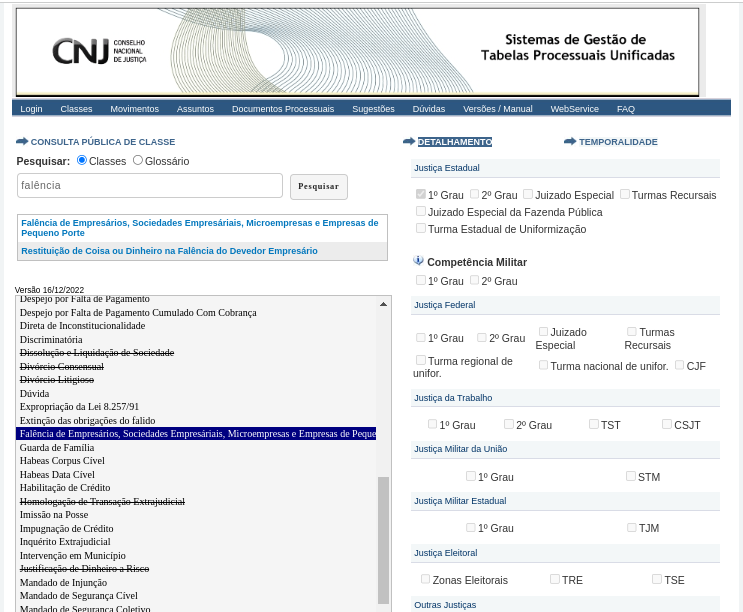 CNJ CONSELHO NACIONAL DE JUSTIÇA
Sistemas de Gestão de
Tabelas Processuais Unificadas
Login Classes Movimentos Assuntos Documentos Processuais Sugestões Dúvidas Versões / Manual WebService FAQ
CONSULTA PÚBLICA DE CLASSE
Pesquisar: Classes Glossário
falência Pesquisar
Falência de Empresários, Sociedades Empresáriais, Microempresas e Empresas de
Pequeno Porte
Restituição de Coisa ou Dinheiro na Falência do Devedor Empresário
Versão 16/12/2022
Despejo por Falta de Pagamento
Despejo por Falta de Pagamento Cumulado Com Cobrança
Direta de Inconstitucionalidade
Discriminatória
Dissolução e Liquidação de Sociedade
Divórcio Consensual
Divórcio Litigioso
Dúvida
Expropriação da Lei 8.257/91
Extinção das obrigações do falido
Falência de Empresários, Sociedades Empresáriais, Microempresas e Empresas de Peque
Guarda de Família
Habeas Corpus Cível
Habeas Data Cível
Habilitação de Crédito
Homologação de Transação Extrajudicial
Imissão na Posse
Impugnação de Crédito
Inquérito Extrajudicial
Intervenção em Município
Justificação de Dinheiro a Risco
Mandado de Injunção
Mandado de Segurança Cível
Mandado de Segurança Coletivo
DETALHAMENTO TEMPORALIDADE
Justiça Estadual
1º Grau 2º Grau Juizado Especial Turmas Recursais
Juizado Especial da Fazenda Pública
Turma Estadual de Uniformização
Competência Militar
1º Grau 2º Grau
Justiça Federal
1º Grau 2º Grau Juizado Especial Turmas Recursais
Turma regional de unifor. Turma nacional de unifor. CJF
Justiça da Trabalho
1º Grau 2º Grau TST CSJT
Justiça Militar da União
1º Grau STM
Justiça Militar Estadual
1º Grau TJM
Justiça Eleitoral
Zonas Eleitorais TRE TSE
Outras Justiças